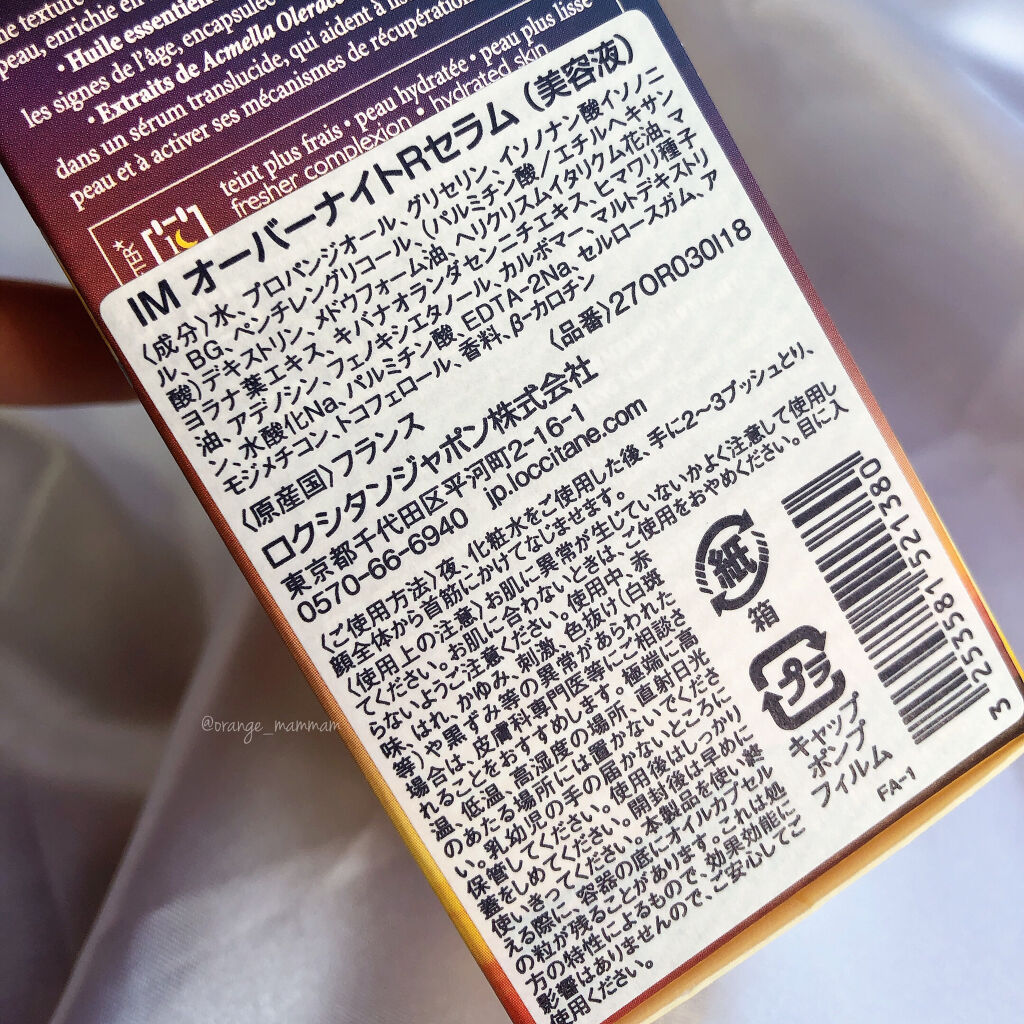 ne texture
peau, enrichie en
• Huile essentielle
les signes de l'âge, encapsulée
• Extraits de Acmella Olerace
dans un sérum translucide, qui aident à
peau et à activer ses mécanismes de récupération
teint plus frais • peau hydratée • peau plus lisse
fresher complexion • hydrated skin
IM オーバーナイトRセラム (美容液)
〈成分〉水、プロパンジオール、グリセリン、イソノナン酸イソノニ
ル、BG、ペンチレングリコール、(パルミチン酸/エチルヘキサン
酸)デキストリン、メドウフォーム油、ヘリクリスムイタリクム花油、マ
ヨラナ葉エキス、キバナオランダセンニチエキス、ヒマワリ種子
油、アデノシン、フェノキシエタノール、カルボマー、マルトデキストリ
ン、水酸化Na、パルミチン酸、EDTA-2Na、セルロースガム、ア
モジメチコン、トコフェロール、香料、β-カロチン
〈原産国〉フランス 〈品番〉27OR030I18
ロクシタンジャポン株式会社
東京都千代田区平河町2-16-1
0570-66-6940 jp.loccitane.com
〈ご使用方法〉夜、化粧水をご使用した後、手に2〜3プッシュとり、
顔全体から首筋にかけてなじませます。
〈使用上の注意〉お肌に異常が生じていないかよく注意して使用し
てください。お肌に合わないときは、ご使用をおやめください。目に入
らないようご注意ください。使用中、赤
味、はれ、かゆみ、刺激、色抜け(白斑
等)や黒ずみ等の異常があらわれた
場合は、皮膚科専門医等にご相談さ
れることをおすすめします。極端に高
温、低温、高湿度の場所、直射日光
のあたる場所には置かないでくださ
い。乳幼児の手の届かないところに
保管してください。使用後はしっかり
蓋をしめてください。開封後は早めに
使いきってください。本製品を使い終
える際に、容器の底にオイルカプセル
の粒が残ることがあります。これは処
方の特性によるもので、効果効能に
影響はありませんので、ご安心してご
使用ください。
紙
箱
プラ
キャップ
ポンプ
フィルム
FA-1
3 253581 521380
@orange_mammam